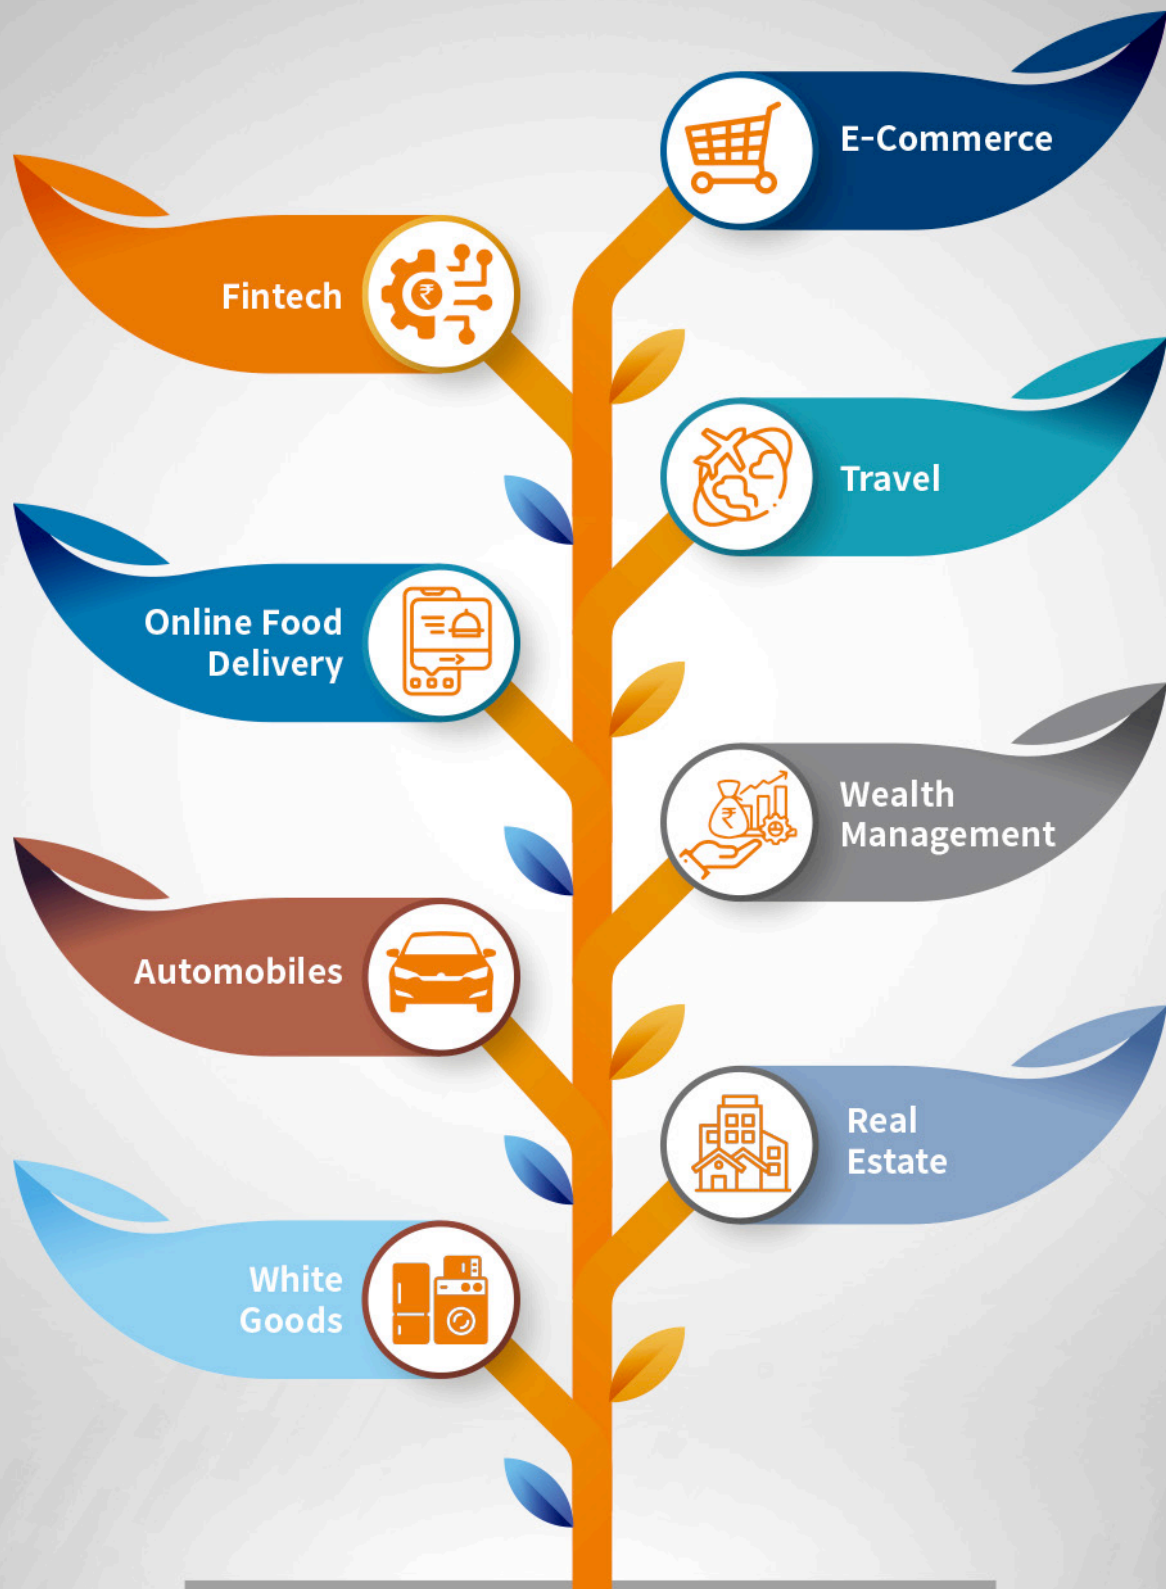 E-Commerce
Fintech
Travel
Online Food
Delivery
Wealth
Management
Automobiles
Real
Estate
White
Goods